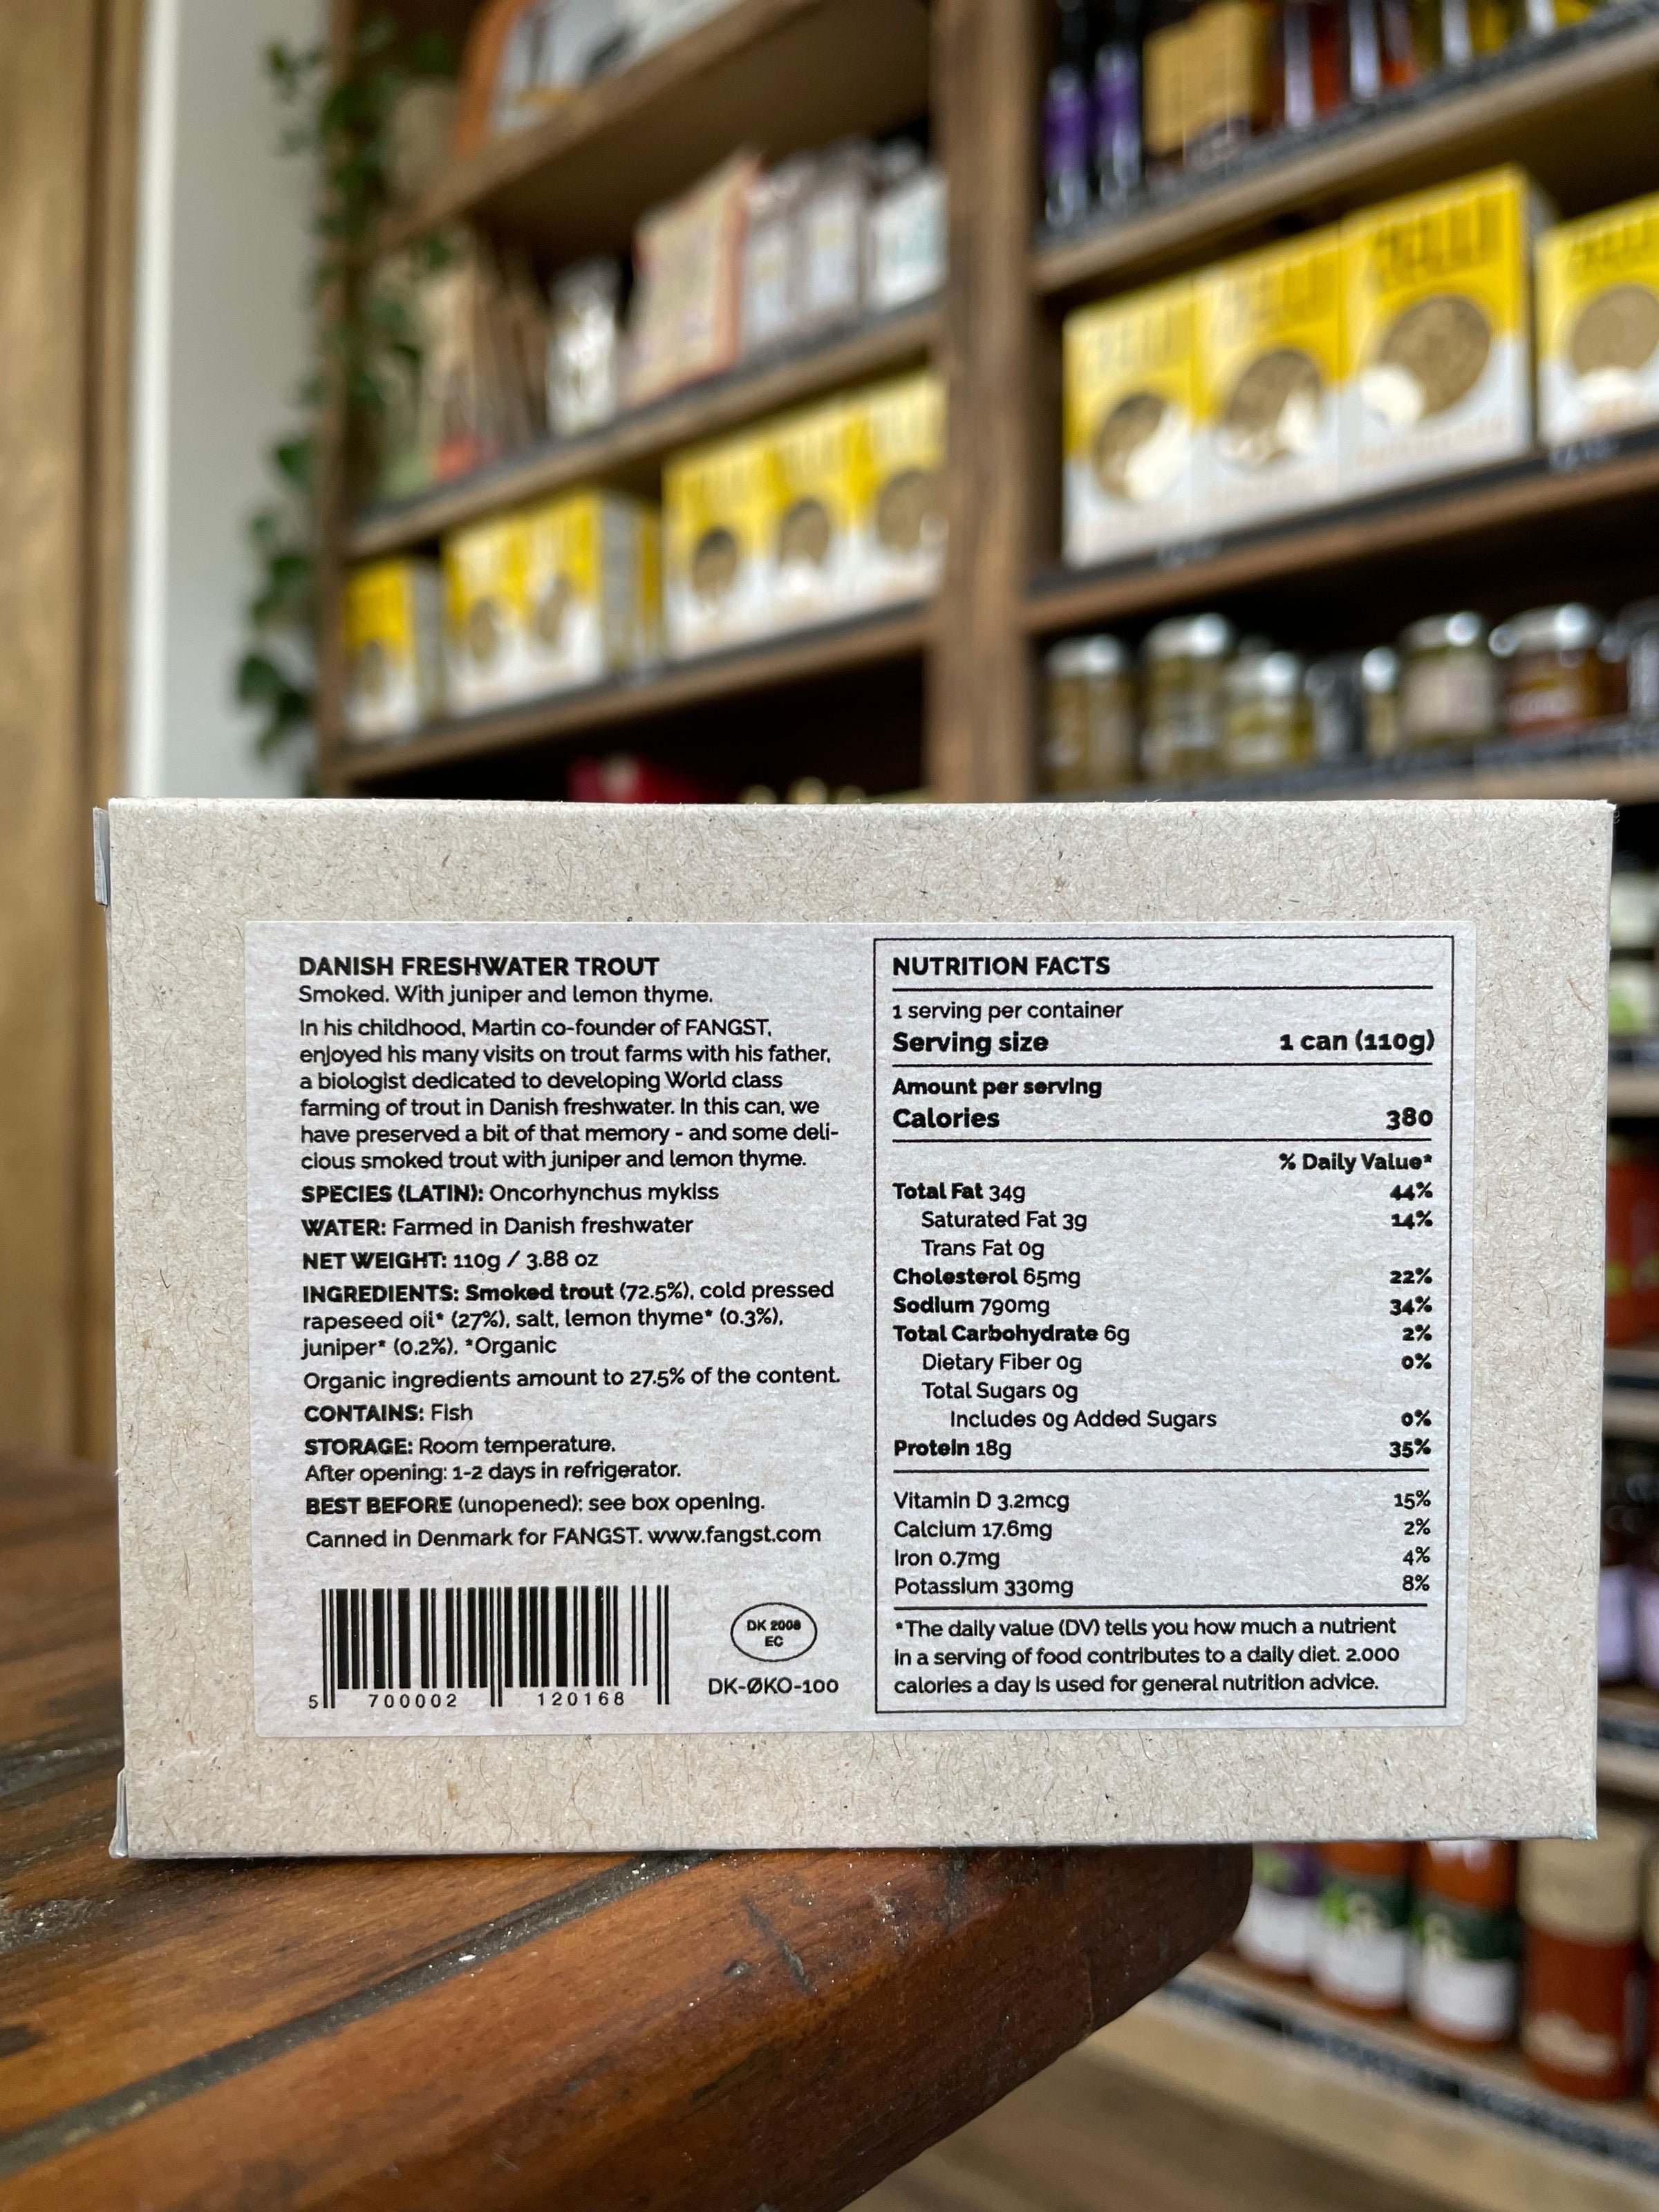 DANISH FRESHWATER TROUT
Smoked. With juniper and lemon thyme.
In his childhood, Martin co-founder of FANGST,
enjoyed his many visits on trout farms with his father,
a biologist dedicated to developing World class
farming of trout in Danish freshwater. In this can, we
have preserved a bit of that memory - and some deli-
cious smoked trout with juniper and lemon thyme.
SPECIES (LATIN): Oncorhynchus mykiss
WATER: Farmed in Danish freshwater
NET WEIGHT: 110g / 3.88 oz
INGREDIENTS: Smoked trout (72.5%), cold pressed
rapeseed oil* (27%), salt, lemon thyme* (0.3%),
juniper* (0.2%). *Organic
Organic ingredients amount to 27.5% of the content.
CONTAINS: Fish
STORAGE: Room temperature.
After opening: 1-2 days in refrigerator.
BEST BEFORE (unopened): see box opening.
Canned in Denmark for FANGST. www.fangst.com
5 700002 120168
DK 2008
EC
DK-ØKO-100
NUTRITION FACTS
1 serving per container
Serving size 1 can (110g)
Amount per serving
Calories 380
% Daily Value*
Total Fat 34g 44%
Saturated Fat 3g 14%
Trans Fat 0g
Cholesterol 65mg 22%
Sodium 790mg 34%
Total Carbohydrate 6g 2%
Dietary Fiber 0g 0%
Total Sugars 0g
Includes 0g Added Sugars 0%
Protein 18g 35%
Vitamin D 3.2mcg 15%
Calcium 17.6mg 2%
Iron 0.7mg 4%
Potassium 330mg 8%
*The daily value (DV) tells you how much a nutrient
in a serving of food contributes to a daily diet. 2.000
calories a day is used for general nutrition advice.